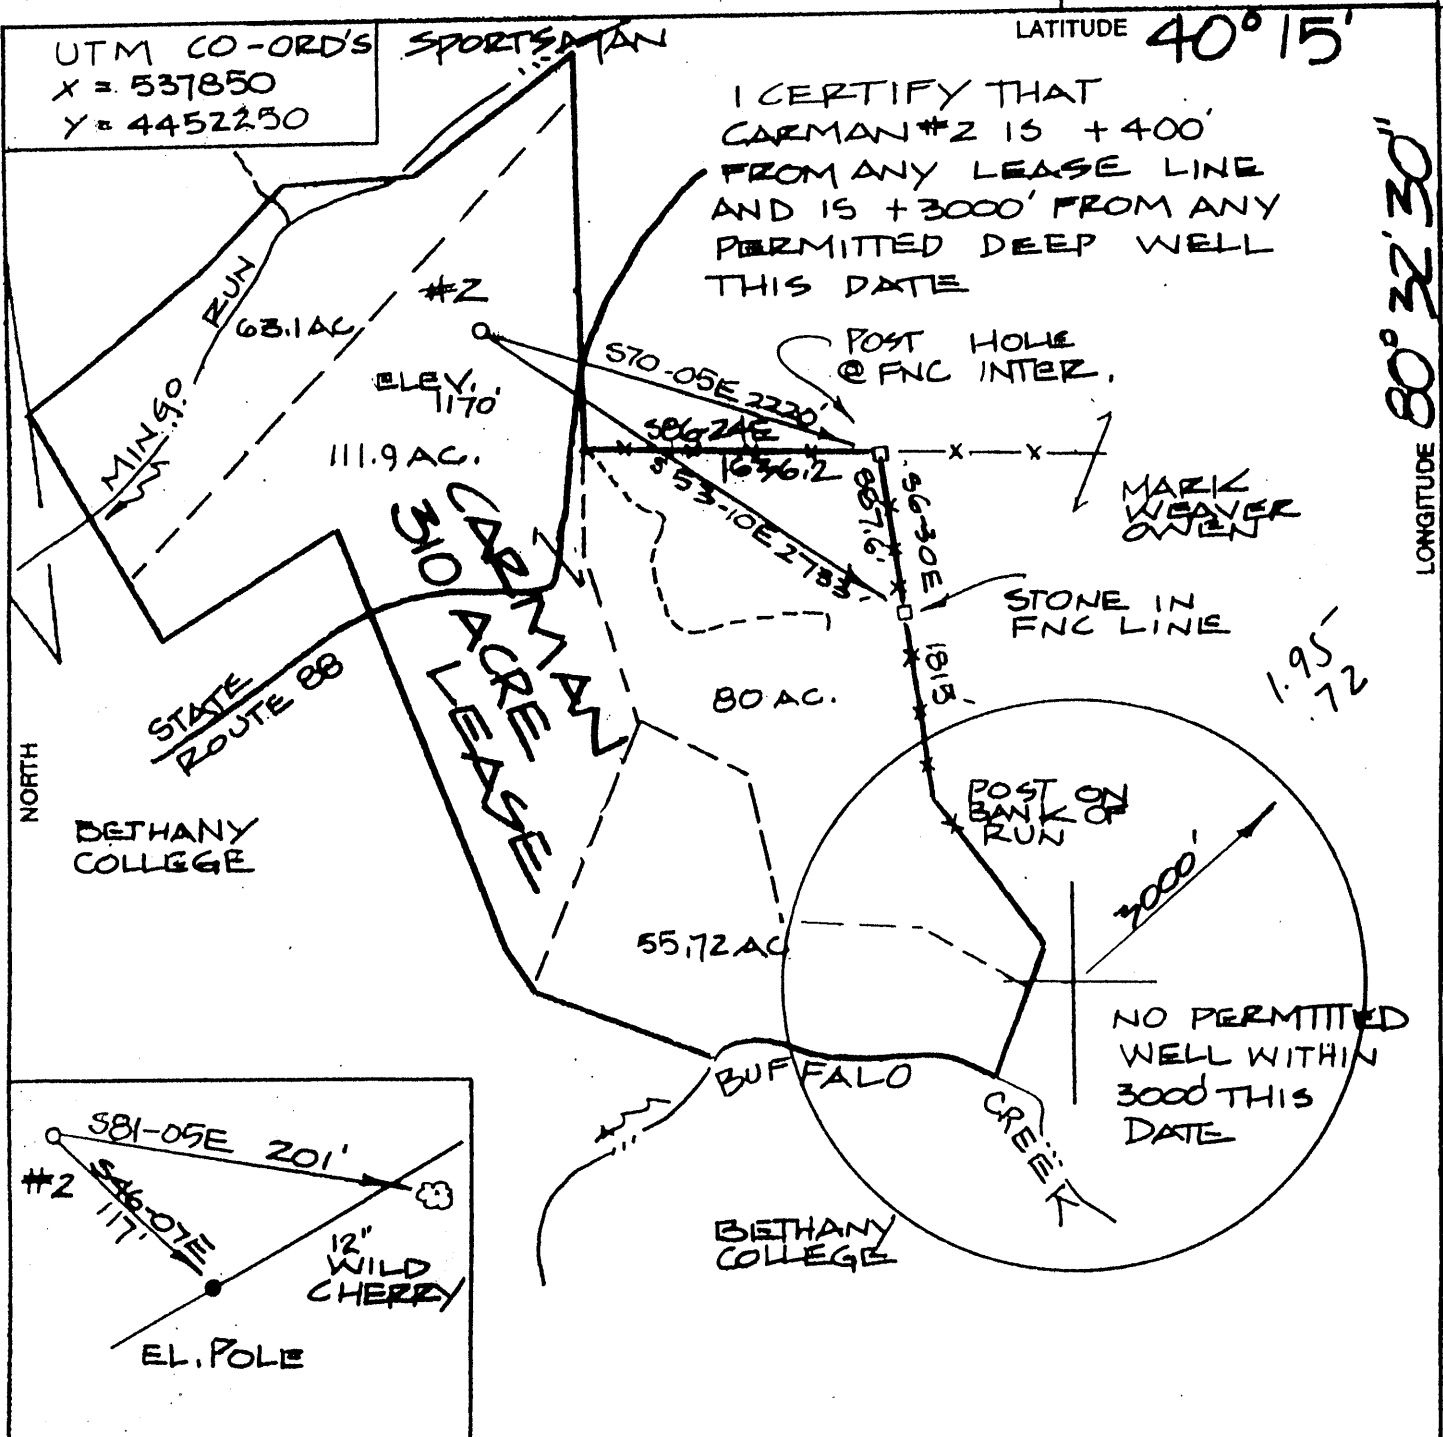 LATITUDE 40° 15'
UTM CO-ORD'S
X = 537850
Y = 4452250
SPORTSMAN
I CERTIFY THAT
CARMAN #2 IS +400'
FROM ANY LEASE LINE
AND IS +3000' FROM ANY
PERMITTED DEEP WELL
THIS DATE
LONGITUDE 80° 32' 30"
RUN
63.1 AC
#2
ELEV.
1170'
MINGO
111.9 AC.
POST HOLE
@ FNC INTER.
S70-05E 2220'
S86-24E
1636.2
S53-10E 2783'
S6-30E
887.6'
MARK
WEAVER
OWEN
STONE IN
FNC LINE
1815'
CARMAN
310 ACRE
LEASE
80 AC.
STATE
ROUTE 88
1.95
.72
NORTH
BETHANY
COLLEGE
POST ON
BANK OF
RUN
3000'
55.72 AC
NO PERMITTED
WELL WITHIN
3000' THIS
DATE
BUFFALO
CREEK
S81-05E 201'
#2
S46-07E
117'
12"
WILD
CHERRY
EL. POLE
BETHANY
COLLEGE